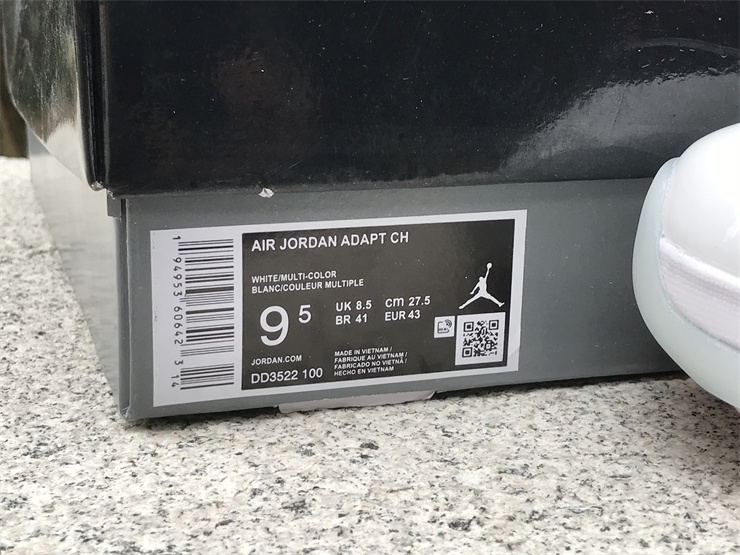 AIR JORDAN ADAPT CH
WHITE/MULTI-COLOR
BLANC/COULEUR MULTIPLE
9 5
UK 8.5 cm 27.5
BR 41 EUR 43
JORDAN.COM
DD3522 100
MADE IN VIETNAM /
FABRIQUE AU VIETNAM /
FABRICADO NO VIETNÃ /
HECHO EN VIETNAM
1 94953 60642 3 14